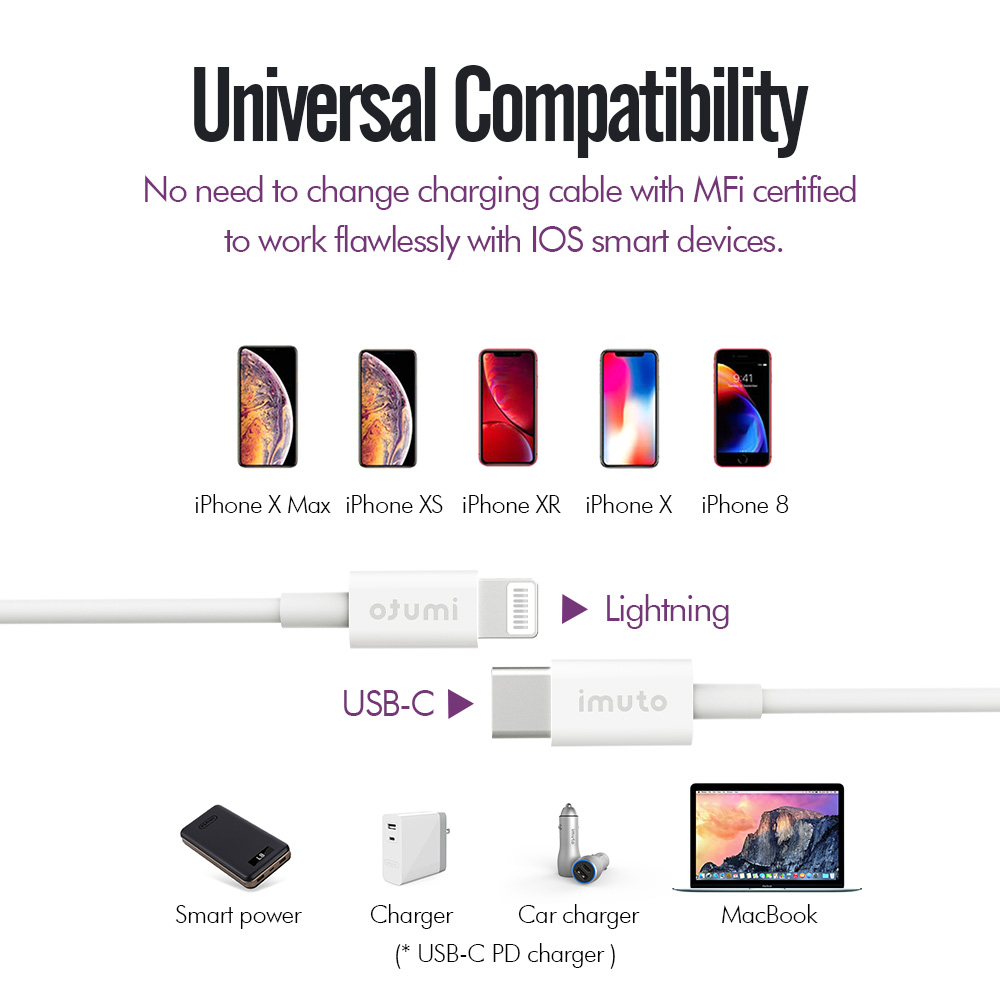 Universal Compatibility
No need to change charging cable with MFi certified
to work flawlessly with IOS smart devices.
9:41
iPhone X Max iPhone XS iPhone XR iPhone X iPhone 8
imuto
Lightning
USB-C
imuto
Smart power Charger Car charger MacBook
(* USB-C PD charger )